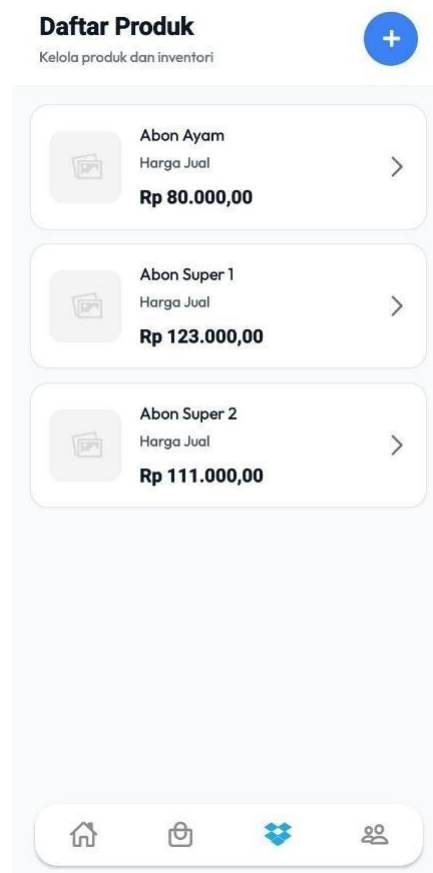 Daftar Produk
Kelola produk dan inventori
Abon Ayam
Harga Jual
Rp 80.000,00
Abon Super 1
Harga Jual
Rp 123.000,00
Abon Super 2
Harga Jual
Rp 111.000,00